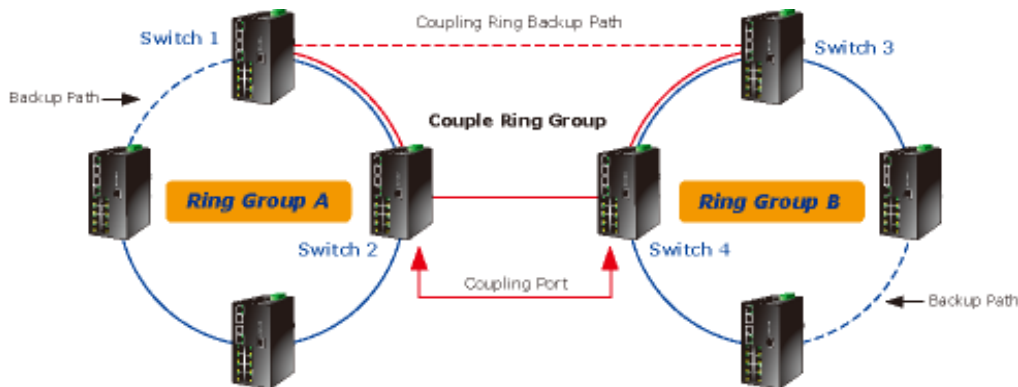 Switch 1
Coupling Ring Backup Path
Switch 3
Backup Path
Couple Ring Group
Ring Group A
Ring Group B
Switch 2
Switch 4
Coupling Port
Backup Path